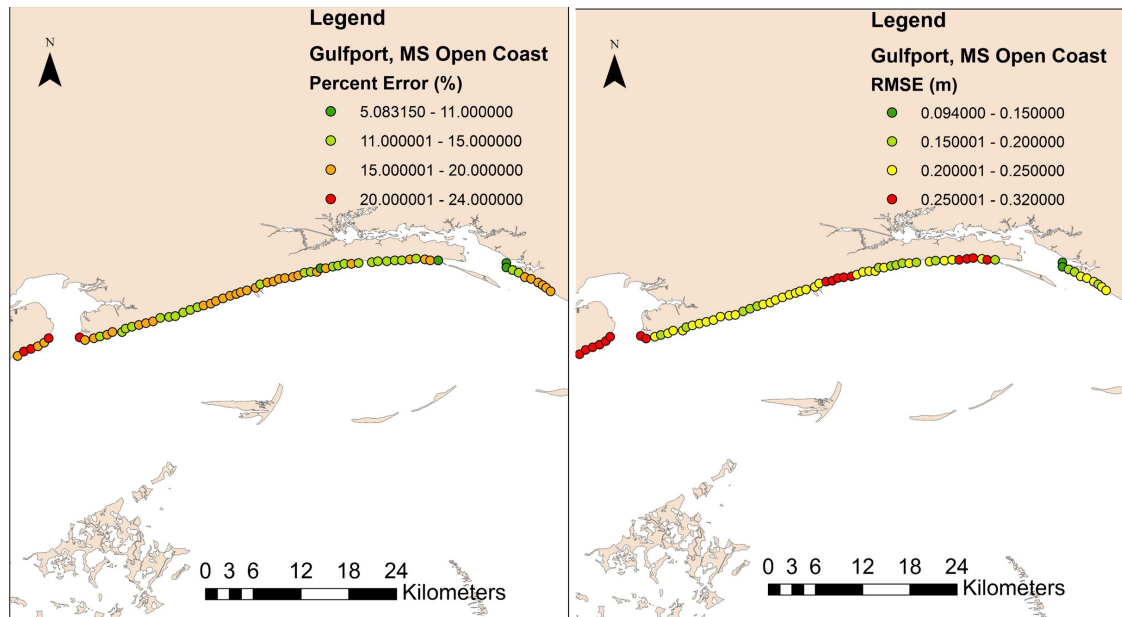 Legend
N
Gulfport, MS Open Coast
Percent Error (%)
5.083150 - 11.000000
11.000001 - 15.000000
15.000001 - 20.000000
20.000001 - 24.000000
0 3 6 12 18 24
Kilometers
Legend
N
Gulfport, MS Open Coast
RMSE (m)
0.094000 - 0.150000
0.150001 - 0.200000
0.200001 - 0.250000
0.250001 - 0.320000
0 3 6 12 18 24
Kilometers